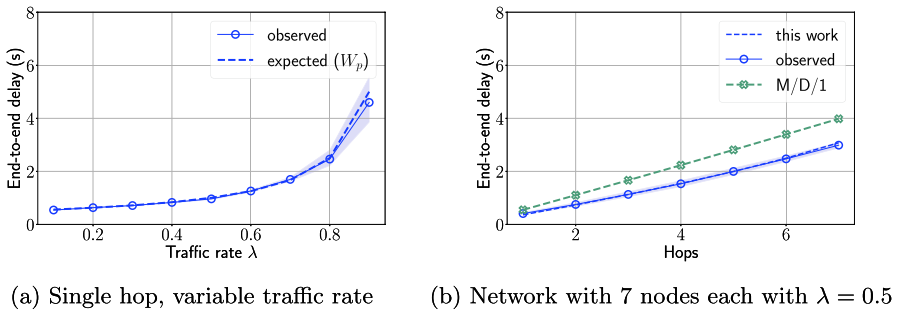 8
6
4
2
0
0.2 0.4 0.6 0.8
End-to-end delay (s)
Traffic rate λ
observed
expected (W_p)
(a) Single hop, variable traffic rate
8
6
4
2
0
2 4 6
End-to-end delay (s)
Hops
this work
observed
M/D/1
(b) Network with 7 nodes each with λ = 0.5